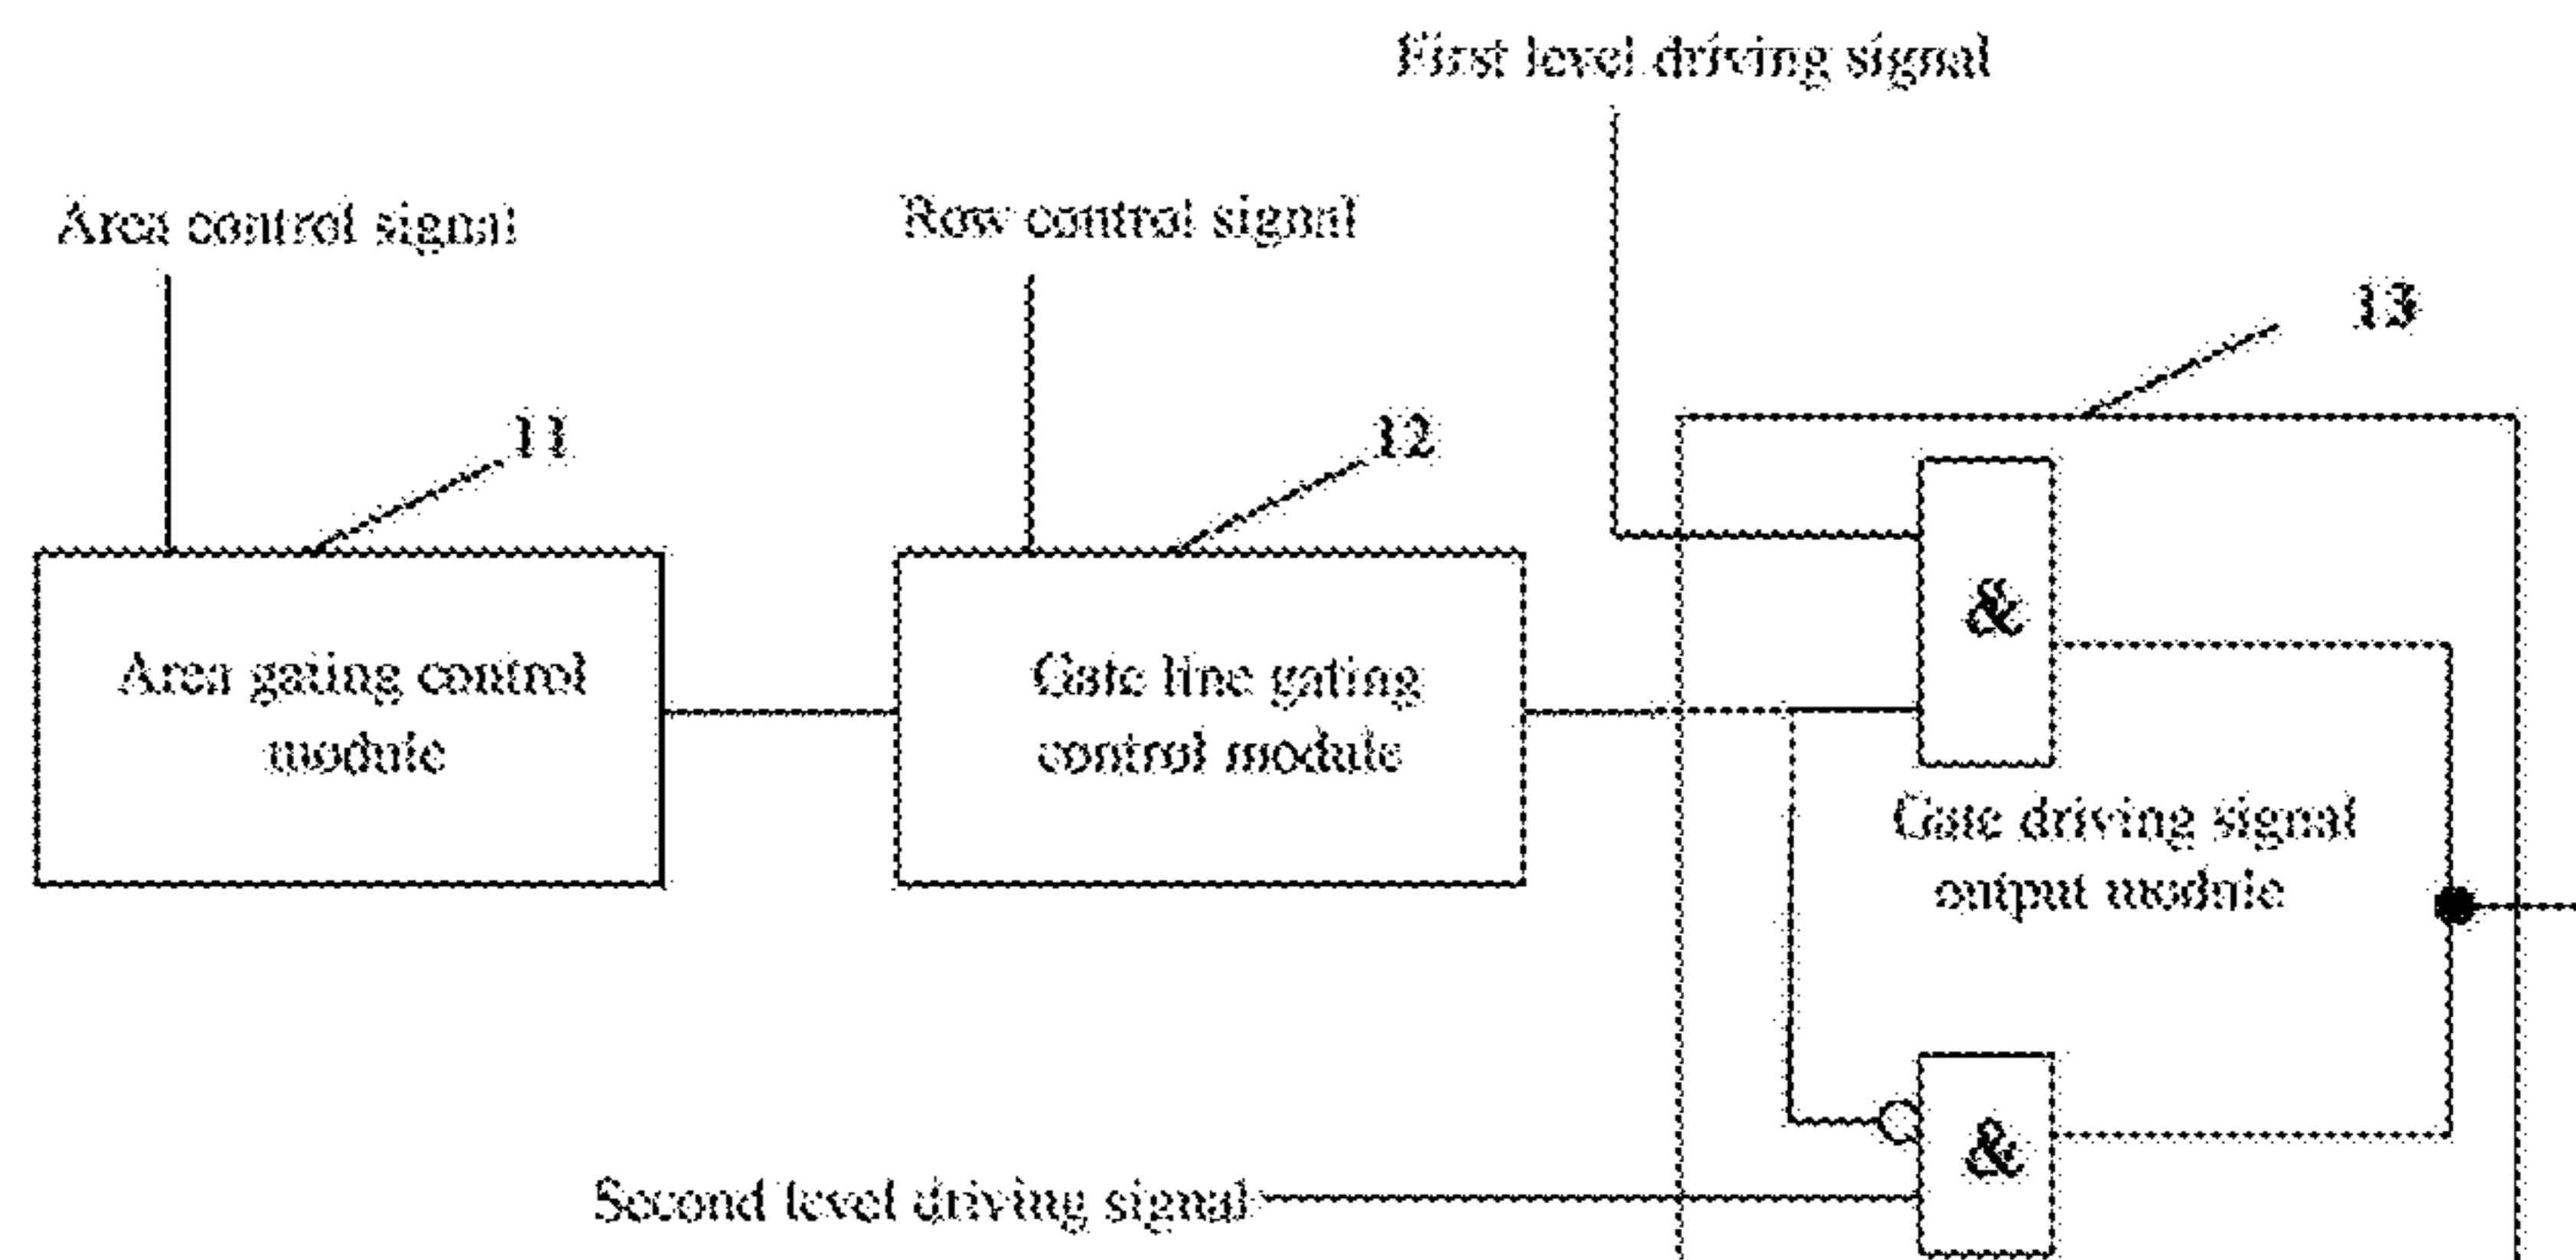 First level driving signal
Area control signal
Row control signal
13
11
12
&
Area gating control
module
Gate line gating
control module
Gate driving signal
output module
&
Second level driving signal